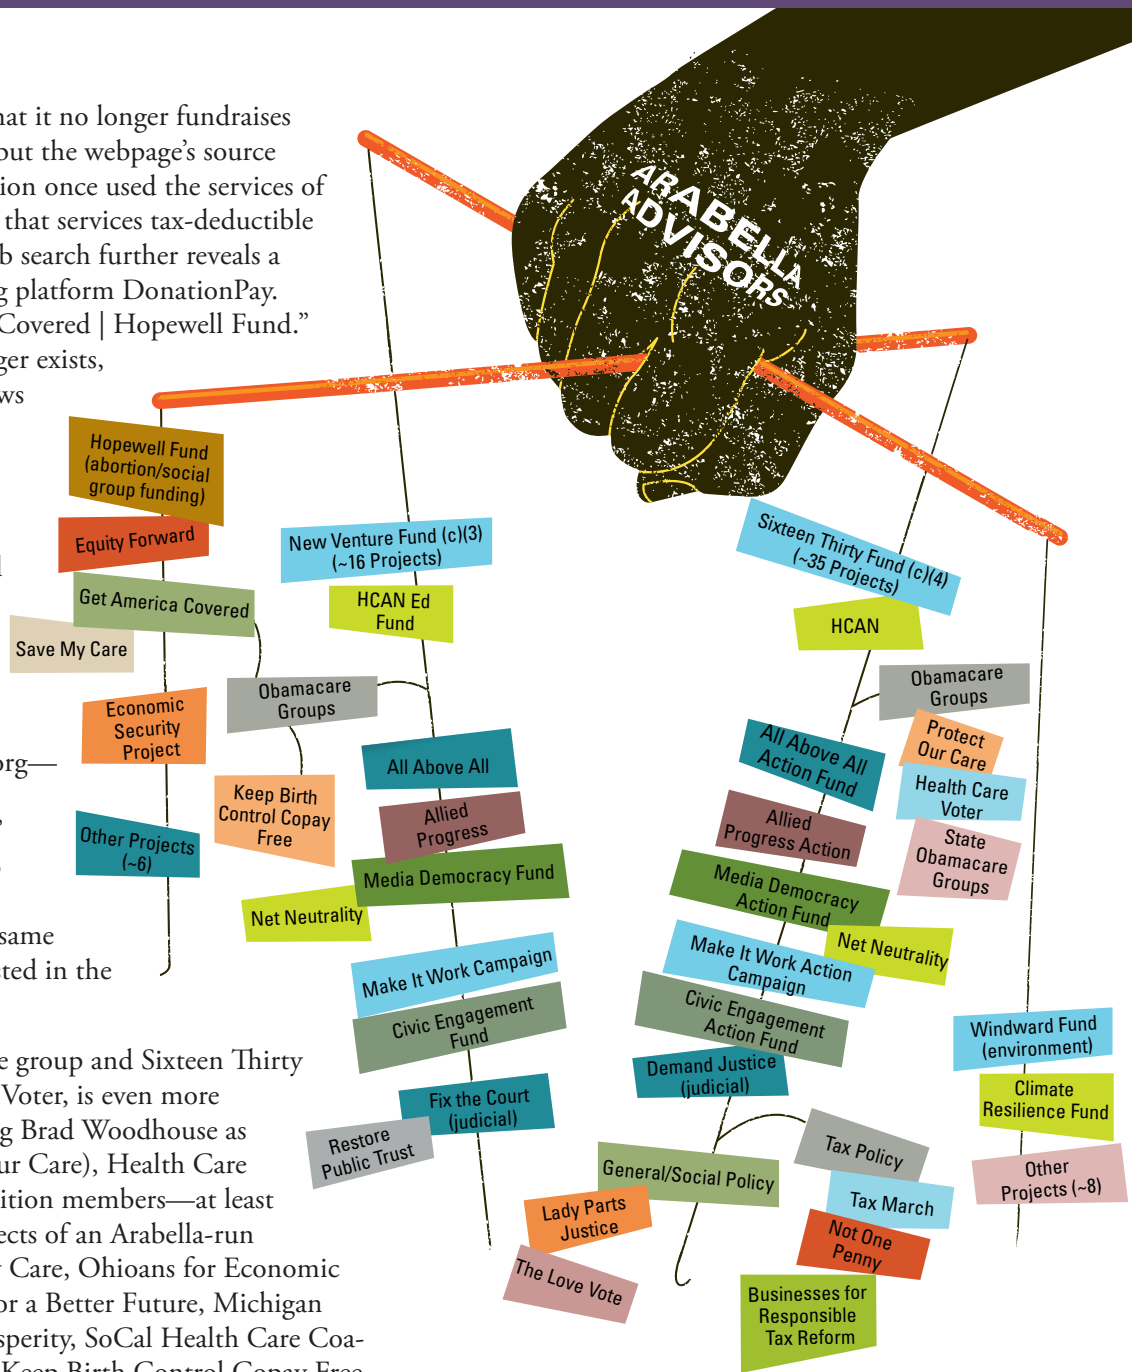 hat it no longer fundraises
but the webpage’s source
ion once used the services of
that services tax-deductible
b search further reveals a
g platform DonationPay.
Covered | Hopewell Fund.”
ger exists,
ws
org—
same
sted in the
e group and Sixteen Thirty
Voter, is even more
g Brad Woodhouse as
ur Care), Health Care
ition members—at least
ects of an Arabella-run
y Care, Ohioans for Economic
or a Better Future, Michigan
sperity, SoCal Health Care Coa-
Keep Birth Control Copay Free
ARABELLA
ADVISORS
Hopewell Fund
(abortion/social
group funding)
Equity Forward
Get America Covered
Save My Care
Economic
Security
Project
Other Projects
(~6)
New Venture Fund (c)(3)
(~16 Projects)
HCAN Ed
Fund
Obamacare
Groups
Keep Birth
Control Copay
Free
All Above All
Allied
Progress
Media Democracy Fund
Net Neutrality
Make It Work Campaign
Civic Engagement
Fund
Fix the Court
(judicial)
Restore
Public Trust
Sixteen Thirty Fund (c)(4)
(~35 Projects)
HCAN
Obamacare
Groups
Protect
Our Care
Health Care
Voter
State
Obamacare
Groups
All Above All
Action Fund
Allied
Progress Action
Media Democracy
Action Fund
Net Neutrality
Make It Work Action
Campaign
Civic Engagement
Action Fund
Demand Justice
(judicial)
General/Social Policy
Lady Parts
Justice
The Love Vote
Tax Policy
Tax March
Not One
Penny
Businesses for
Responsible
Tax Reform
Windward Fund
(environment)
Climate
Resilience Fund
Other
Projects (~8)